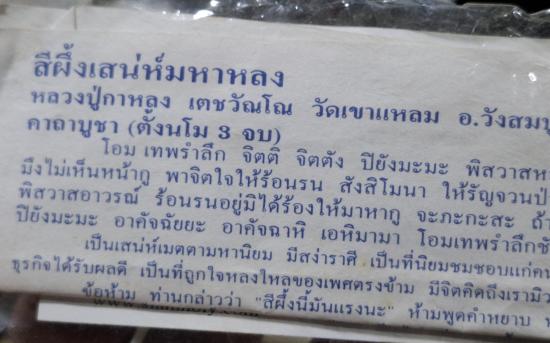 สีผึ้งเสน่ห์มหาหลง
หลวงปู่กาหลง เตชวัณโณ วัดเขาแหลม อ.วังสมบู
คาถาบูชา (ตั้งนโม 3 จบ)
โอม เทพรำลึก จิตติ จิตตัง ปิยังมะมะ พิสวาสห
มึงไม่เห็นหน้ากู พาจิตใจให้ร้อนรน สังสิโมนา ให้รัญจวนป่
พิสวาสอาวรณ์ ร้อนรนอยู่มิได้ร้องให้มาหากู จะภะกะสะ ถ้
ปิยังมะมะ อาคัจฉัยยะ อาคัจฉาหิ เอหิมามา โอมเทพรำลึกชั
เป็นเสน่ห์เมตตามหานิยม มีสง่าราศี เป็นที่นิยมชมชอบแก่ค
ธุรกิจได้รับผลดี เป็นที่ถูกใจหลงใหลของเพศตรงข้าม มีจิตคิดถึงเรามิ
ข้อห้าม ท่านกล่าวว่า "สีผึ้งนี้มันแรงนะ" ห้ามพูดคำหยาบ ห